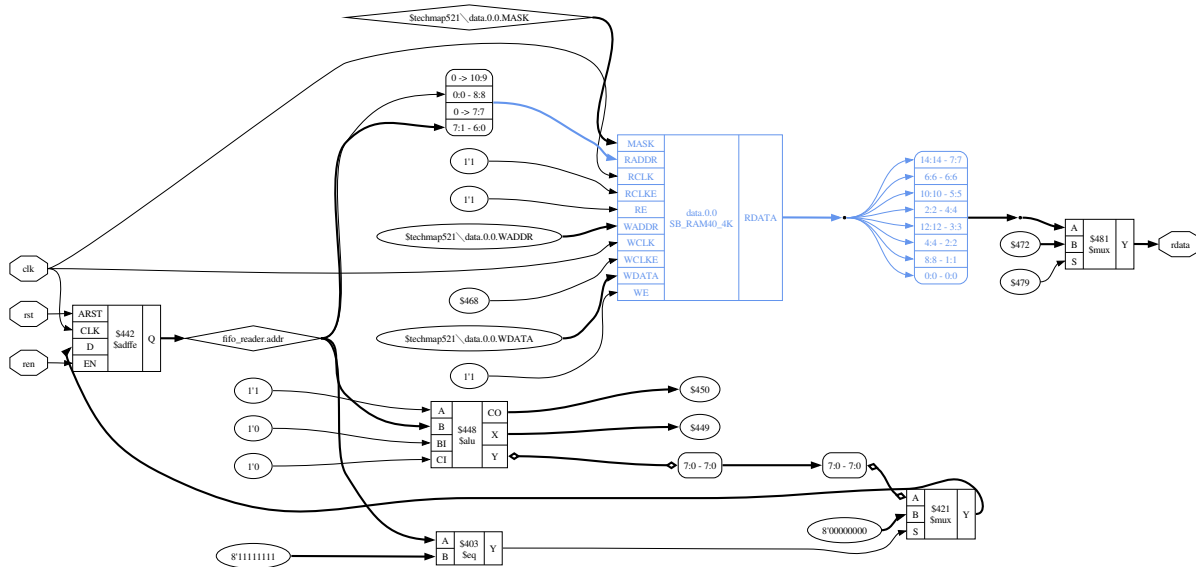 $techmap521\data.0.0.MASK
0 -> 10:9
0:0 - 8:8
0 -> 7:7
7:1 - 6:0
1'1
1'1
$techmap521\data.0.0.WADDR
$468
$techmap521\data.0.0.WDATA
1'1
MASK
RADDR
RCLK
RCLKE
RE
WADDR
WCLK
WCLKE
WDATA
WE
data.0.0
SB_RAM40_4K
RDATA
14:14 - 7:7
6:6 - 6:6
10:10 - 5:5
2:2 - 4:4
12:12 - 3:3
4:4 - 2:2
8:8 - 1:1
0:0 - 0:0
$472
$479
A
B
S
$481
$mux
Y
rdata
clk
rst
ren
ARST
CLK
D
EN
$442
$adffe
Q
fifo_reader.addr
1'1
1'0
1'0
A
B
BI
CI
$448
$alu
CO
X
Y
$450
$449
7:0 - 7:0
7:0 - 7:0
8'00000000
A
B
S
$421
$mux
Y
8'11111111
A
B
$403
$eq
Y